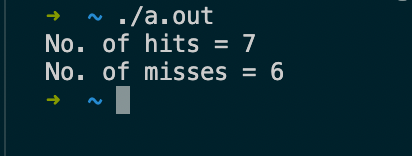 ➜ ~ ./a.out
No. of hits = 7
No. of misses = 6
➜ ~